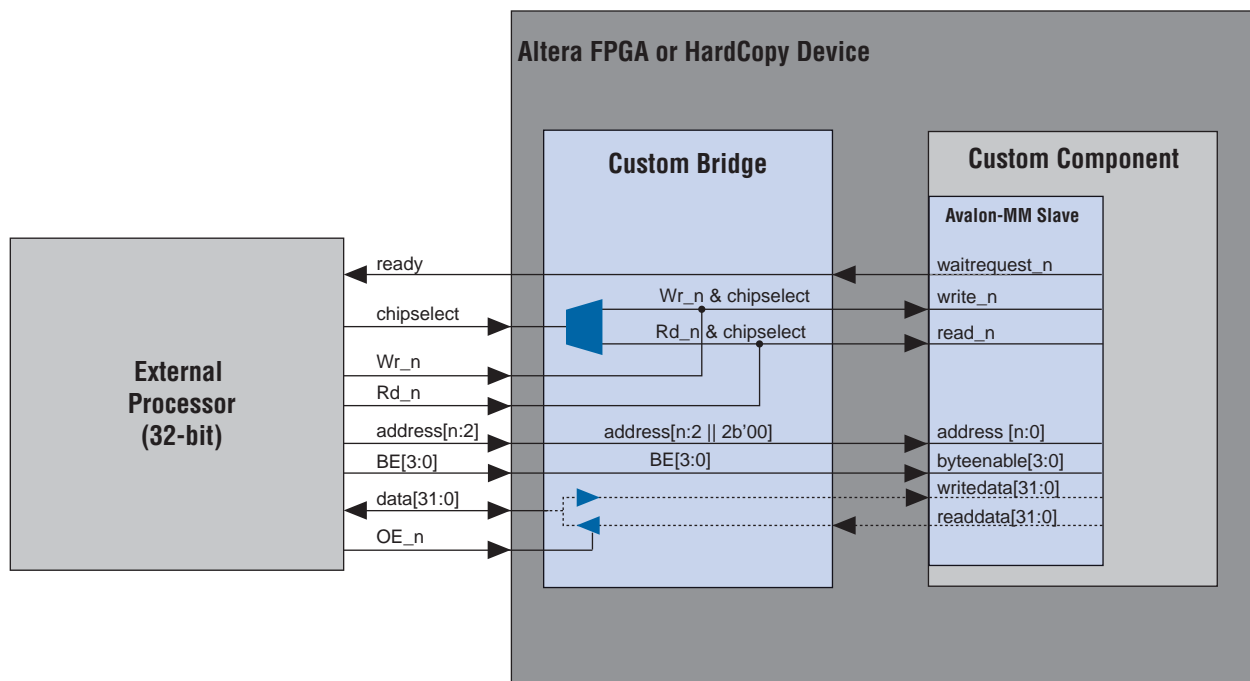 Altera FPGA or HardCopy Device
Custom Bridge
Custom Component
Avalon-MM Slave
External
Processor
(32-bit)
ready
waitrequest_n
chipselect
Wr_n & chipselect
write_n
Rd_n & chipselect
read_n
Wr_n
Rd_n
address[n:2]
address[n:2 || 2b'00]
address [n:0]
BE[3:0]
BE[3:0]
byteenable[3:0]
data[31:0]
writedata[31:0]
readdata[31:0]
OE_n